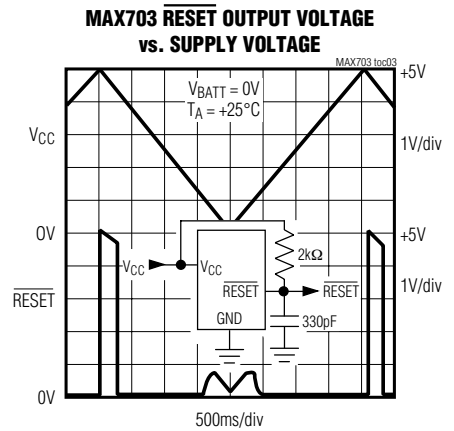 MAX703 RESET OUTPUT VOLTAGE
vs. SUPPLY VOLTAGE
MAX703 toc03
+5V
VBATT = 0V
TA = +25°C
VCC
1V/div
0V
+5V
2kΩ
VCC
VCC
RESET
RESET
1V/div
RESET
GND
330pF
0V
500ms/div